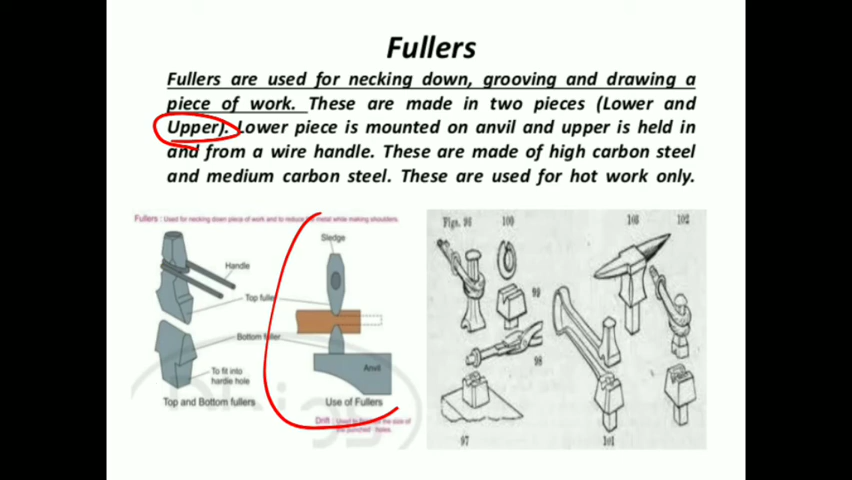 Fullers
Fullers are used for necking down, grooving and drawing a
piece of work. These are made in two pieces (Lower and
Upper). Lower piece is mounted on anvil and upper is held in
and from a wire handle. These are made of high carbon steel
and medium carbon steel. These are used for hot work only.
Fullers : Used for necking down piece of work and to reduce the metal while making shoulders.
Sledge
Handle
Top fuller
Bottom fuller
To fit into
hardie hole
Anvil
Top and Bottom fullers
Use of Fullers
Drift : Used to the size of
the punched holes.
Figs. 96 100 103 102
99
98
97 101